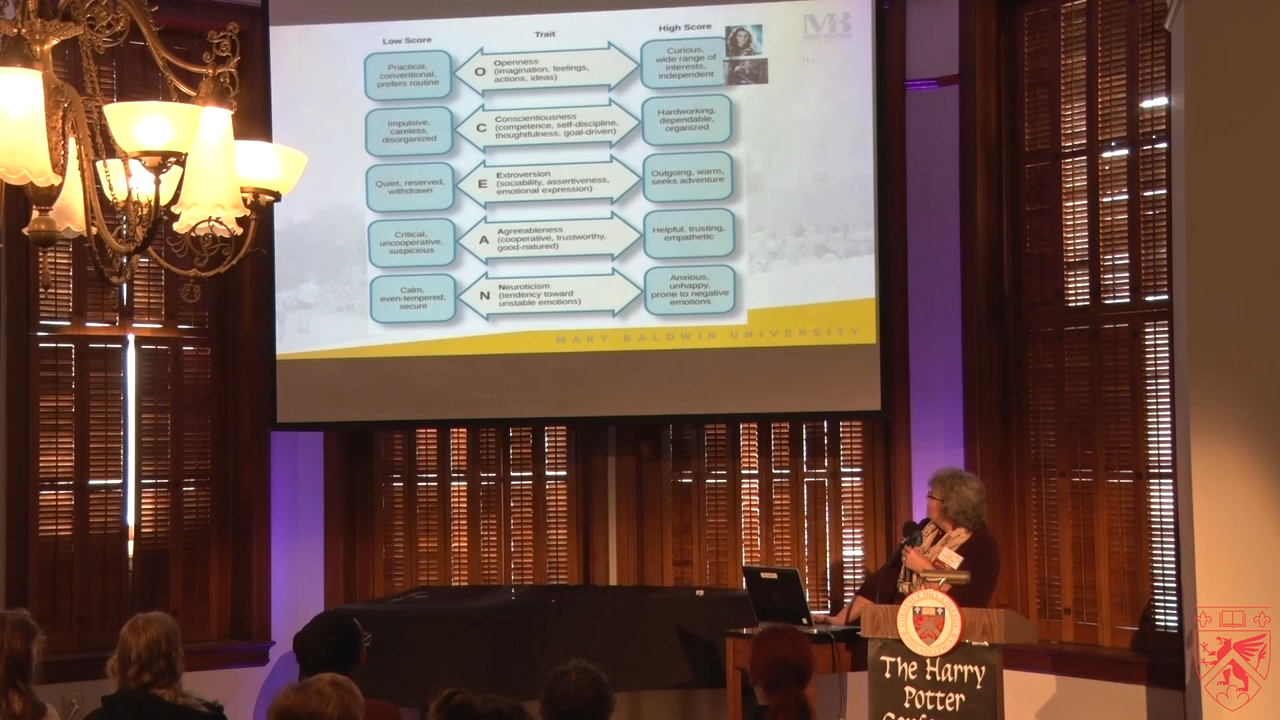 Low Score
Trait
High Score
Practical,
conventional,
prefers routine
O
Openness
(imagination, feelings,
actions, ideas)
Curious,
wide range of
interests,
independent
Impulsive,
careless,
disorganized
C
Conscientiousness
(competence, self-discipline,
thoughtfulness, goal-driven)
Hardworking,
dependable,
organized
Quiet, reserved,
withdrawn
E
Extroversion
(sociability, assertiveness,
emotional expression)
Outgoing, warm,
seeks adventure
Critical,
uncooperative,
suspicious
A
Agreeableness
(cooperative, trustworthy,
good-natured)
Helpful, trusting,
empathetic
Calm,
even-tempered,
secure
N
Neuroticism
(tendency toward
unstable emotions)
Anxious,
unhappy,
prone to negative
emotions
MB
MARY BALDWIN UNIVERSITY
The Harry
Potter